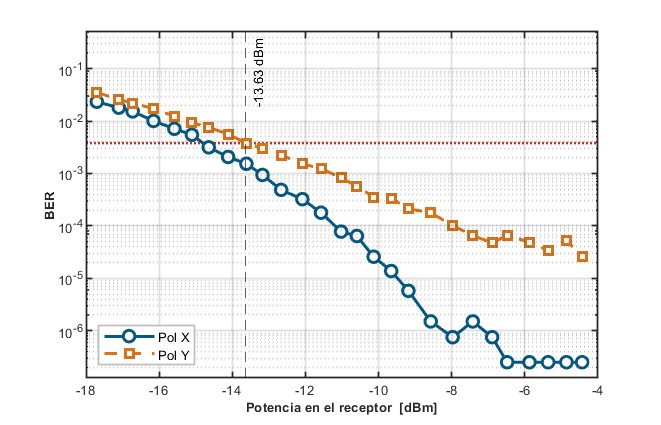 -13.63 dBm
10-1
10-2
10-3
10-4
10-5
10-6
BER
Pol X
Pol Y
-18 -16 -14 -12 -10 -8 -6 -4
Potencia en el receptor [dBm]